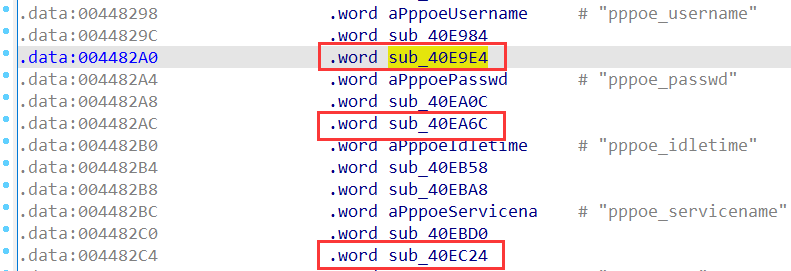 .data:00448298 .word aPppoeUsername # "pppoe_username"
.data:0044829C .word sub_40E984
.data:004482A0 .word sub_40E9E4
.data:004482A4 .word aPppoePasswd # "pppoe_passwd"
.data:004482A8 .word sub_40EA0C
.data:004482AC .word sub_40EA6C
.data:004482B0 .word aPppoeIdletime # "pppoe_idletime"
.data:004482B4 .word sub_40EB58
.data:004482B8 .word sub_40EBA8
.data:004482BC .word aPppoeServicena # "pppoe_servicename"
.data:004482C0 .word sub_40EBD0
.data:004482C4 .word sub_40EC24